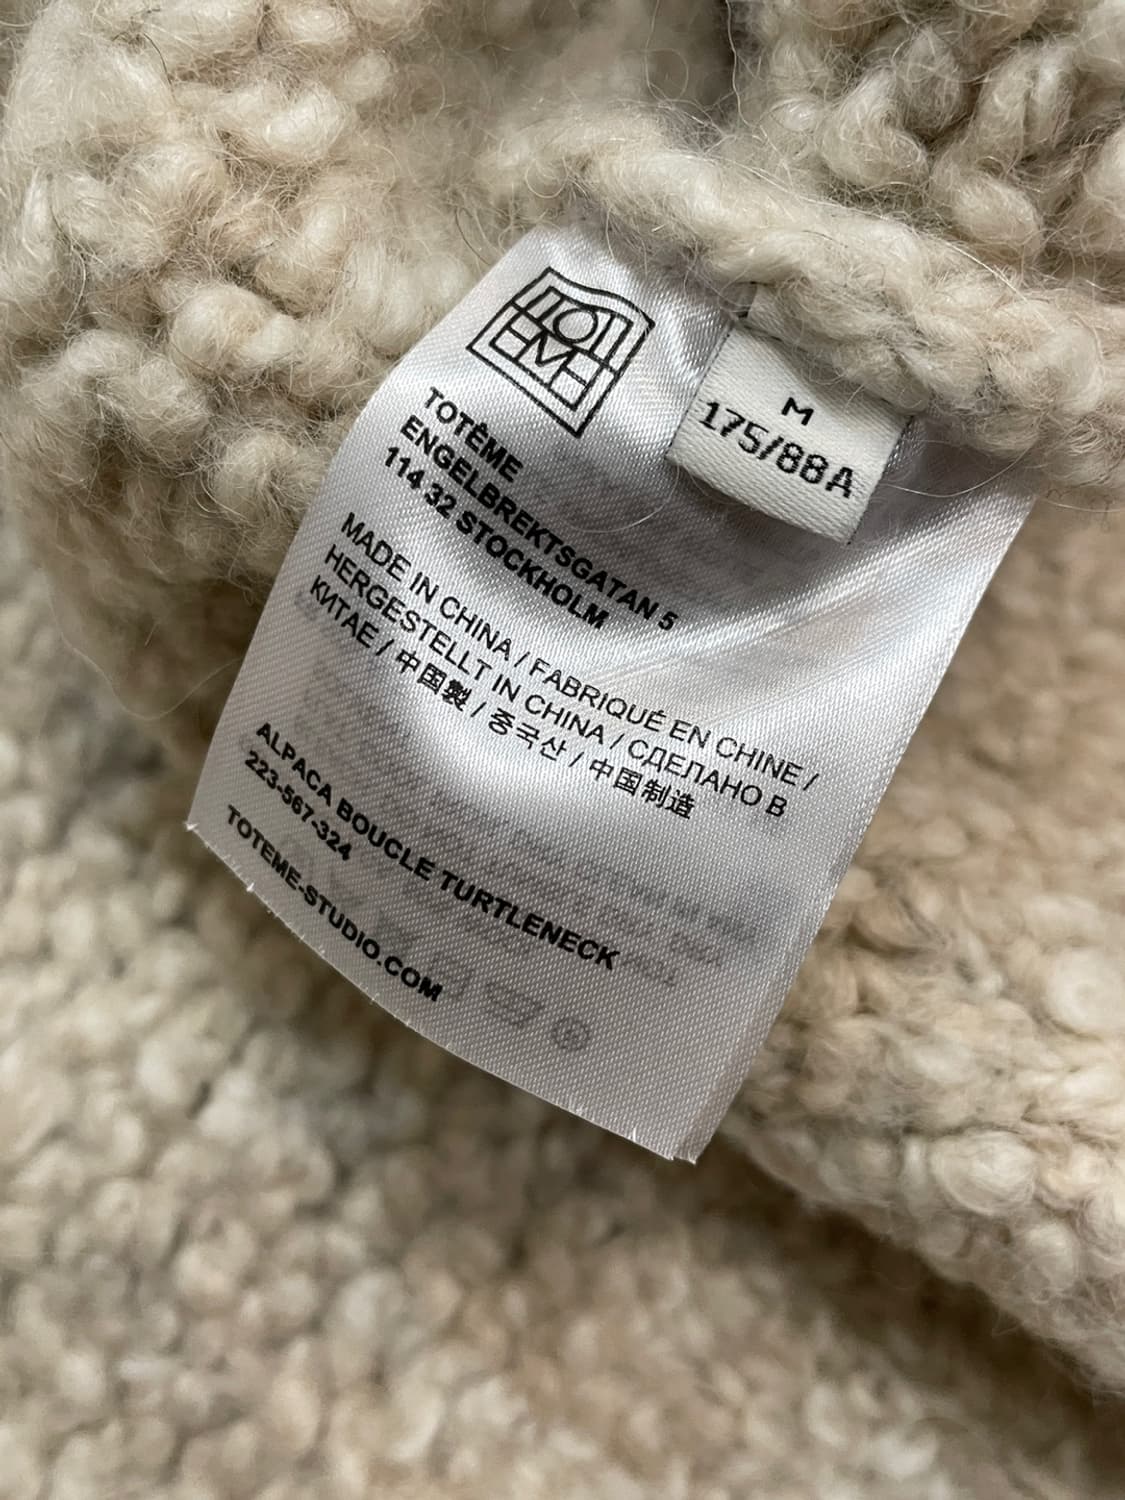 TOTEME
M
175/88A
TOTÊME
ENGELBREKTSGATAN 5
114 32 STOCKHOLM
MADE IN CHINA / FABRIQUÉ EN CHINE /
HERGESTELLT IN CHINA / СДЕЛАНО В
КИТАЕ / 中国製 / 중국산 / 中国制造
ALPACA BOUCLE TURTLENECK
223-567-324
TOTEME-STUDIO.COM